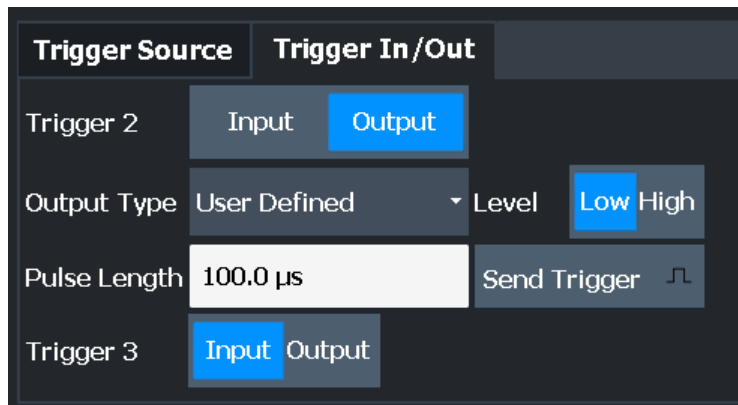 Trigger Source Trigger In/Out
Trigger 2 Input Output
Output Type User Defined Level Low High
Pulse Length 100.0 µs Send Trigger
Trigger 3 Input Output